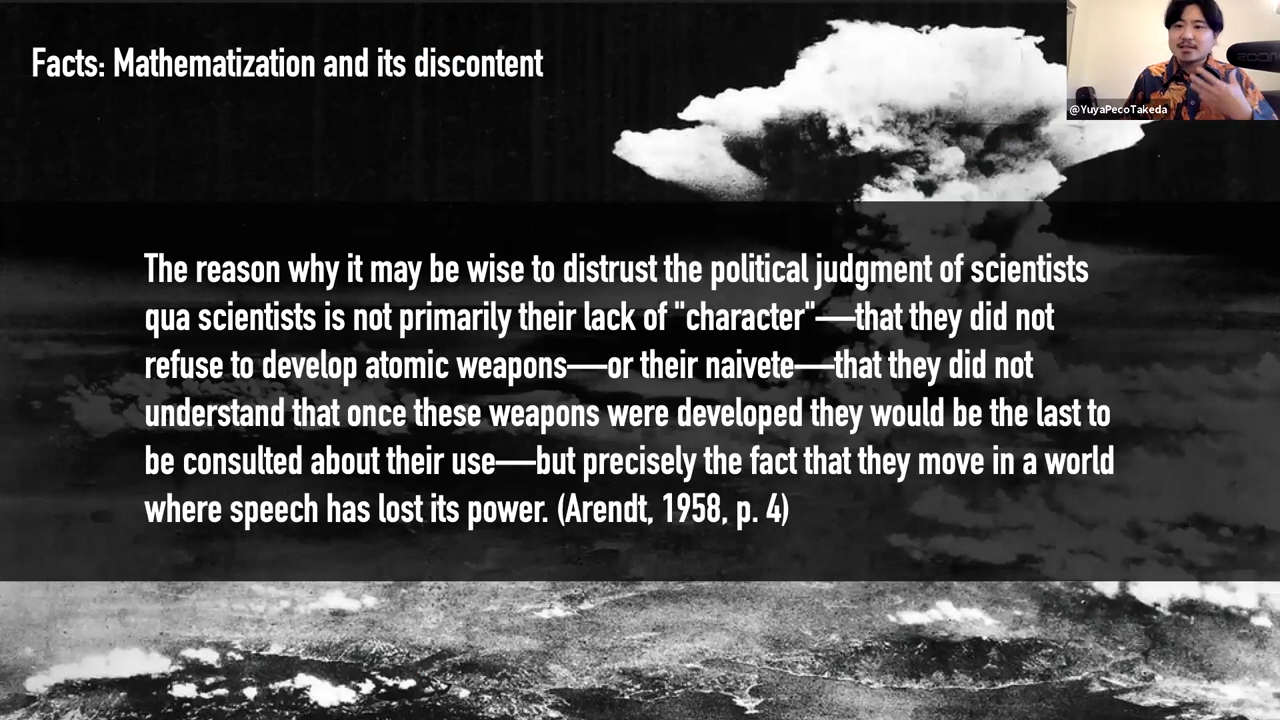 Facts: Mathematization and its discontent
@YuyaPecoTakeda
The reason why it may be wise to distrust the political judgment of scientists
qua scientists is not primarily their lack of "character"—that they did not
refuse to develop atomic weapons—or their naivete—that they did not
understand that once these weapons were developed they would be the last to
be consulted about their use—but precisely the fact that they move in a world
where speech has lost its power. (Arendt, 1958, p. 4)